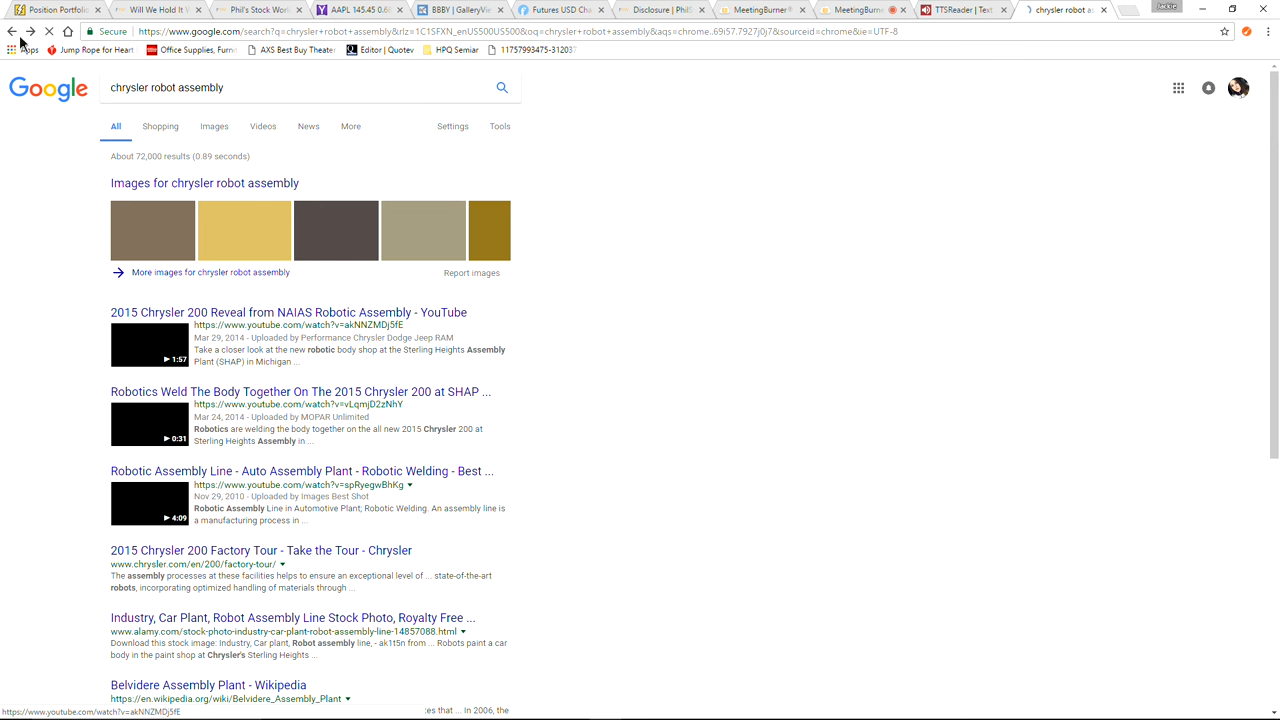 Jackie
Position Portfolio
Will We Hold It W
Phil's Stock Worl
AAPL 145.45 0.6
BBBY | GalleryVie
Futures USD Cha
Disclosure | PhilS
MeetingBurner
MeetingBurne
TTSReader | Text
chrysler robot as
Secure
https://www.google.com/search?q=chrysler+robot+assembly&rlz=1C1SFXN_enUS500US500&oq=chrysler+robot+assembly&aqs=chrome..69i57.7927j0j7&sourceid=chrome&ie=UTF-8
Apps
Jump Rope for Heart
Office Supplies, Furni
AXS Best Buy Theater
Editor | Quotev
HPQ Semiar
11757993475-312037
Google
chrysler robot assembly
All
Shopping
Images
Videos
News
More
Settings
Tools
About 72,000 results (0.89 seconds)
Images for chrysler robot assembly
More images for chrysler robot assembly
Report images
2015 Chrysler 200 Reveal from NAIAS Robotic Assembly - YouTube
https://www.youtube.com/watch?v=akNNZMDj5fE
1:57
Mar 29, 2014 - Uploaded by Performance Chrysler Dodge Jeep RAM
Take a closer look at the new robotic body shop at the Sterling Heights Assembly
Plant (SHAP) in Michigan ...
Robotics Weld The Body Together On The 2015 Chrysler 200 at SHAP ...
https://www.youtube.com/watch?v=vLqmjD2zNhY
0:31
Mar 24, 2014 - Uploaded by MOPAR Unlimited
Robotics are welding the body together on the all new 2015 Chrysler 200 at
Sterling Heights Assembly in ...
Robotic Assembly Line - Auto Assembly Plant - Robotic Welding - Best ...
https://www.youtube.com/watch?v=spRyegwBhKg
4:09
Nov 29, 2010 - Uploaded by Images Best Shot
Robotic Assembly Line in Automotive Plant; Robotic Welding. An assembly line is
a manufacturing process in ...
2015 Chrysler 200 Factory Tour - Take the Tour - Chrysler
www.chrysler.com/en/200/factory-tour/
The assembly processes at these facilities helps to ensure an exceptional level of ... state-of-the-art
robots, incorporating optimized handling of materials through ...
Industry, Car Plant, Robot Assembly Line Stock Photo, Royalty Free ...
www.alamy.com/stock-photo-industry-car-plant-robot-assembly-line-14857088.html
Download this stock image: Industry, Car plant, Robot assembly line, - ak1t5n from ... Robots paint a car
body in the paint shop at Chrysler's Sterling Heights ...
Belvidere Assembly Plant - Wikipedia
https://en.wikipedia.org/wiki/Belvidere_Assembly_Plant
https://www.youtube.com/watch?v=akNNZMDj5fE
tes that ... In 2006, the